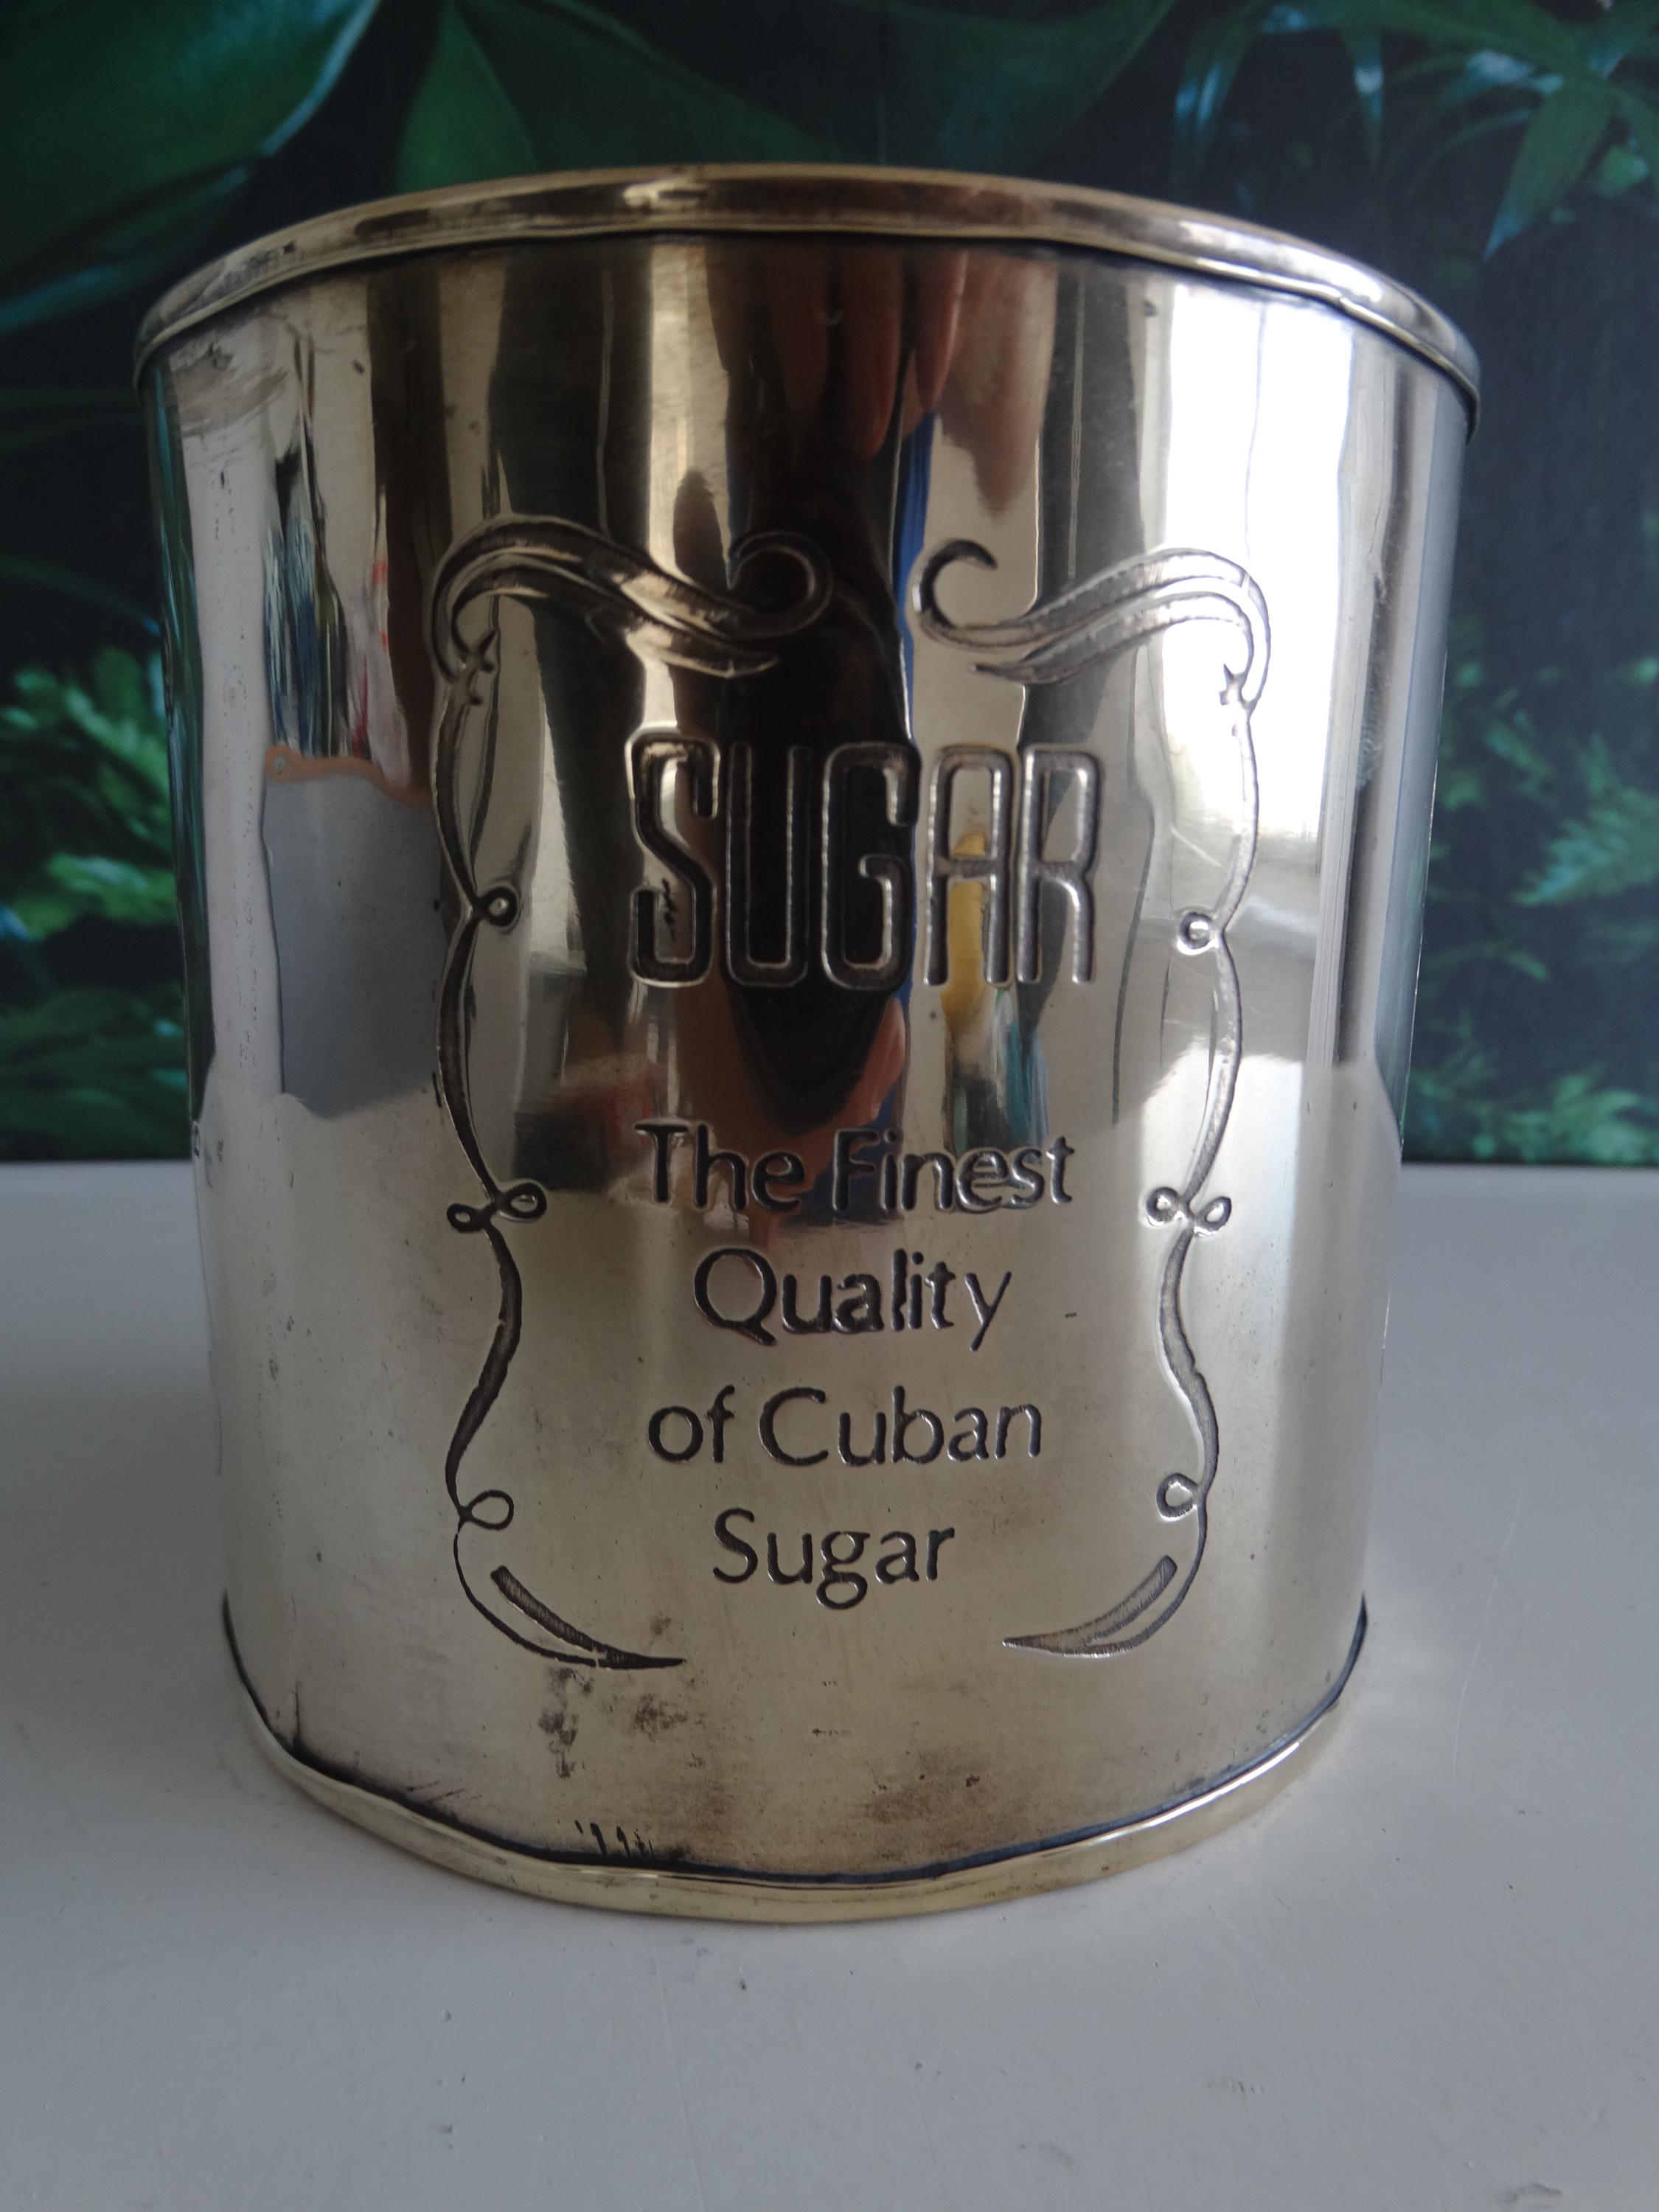 SUGAR
The Finest
Quality
of Cuban
Sugar